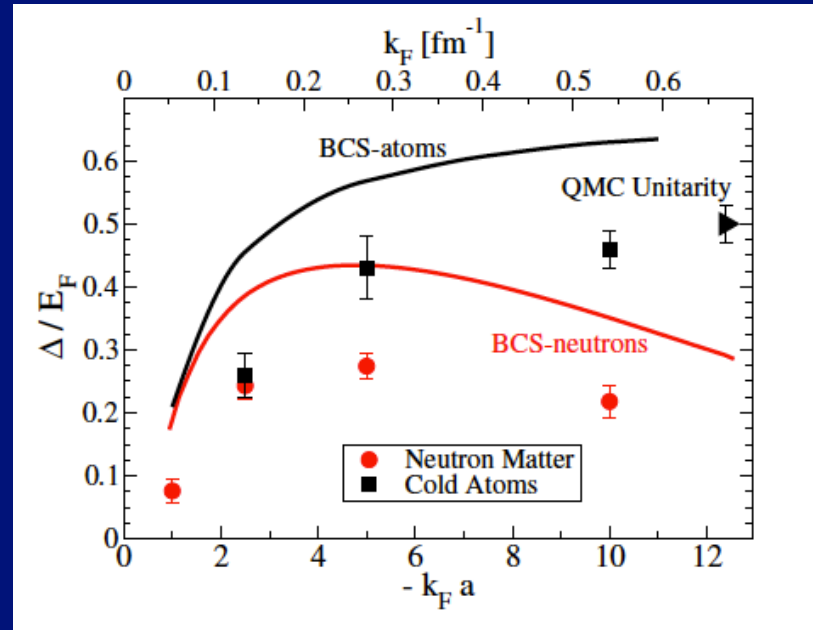 k_F [fm^-1]
0 0.1 0.2 0.3 0.4 0.5 0.6
BCS-atoms
QMC Unitarity
BCS-neutrons
Neutron Matter
Cold Atoms
Δ / E_F
0.6
0.5
0.4
0.3
0.2
0.1
0
0 2 4 6 8 10 12
- k_F a